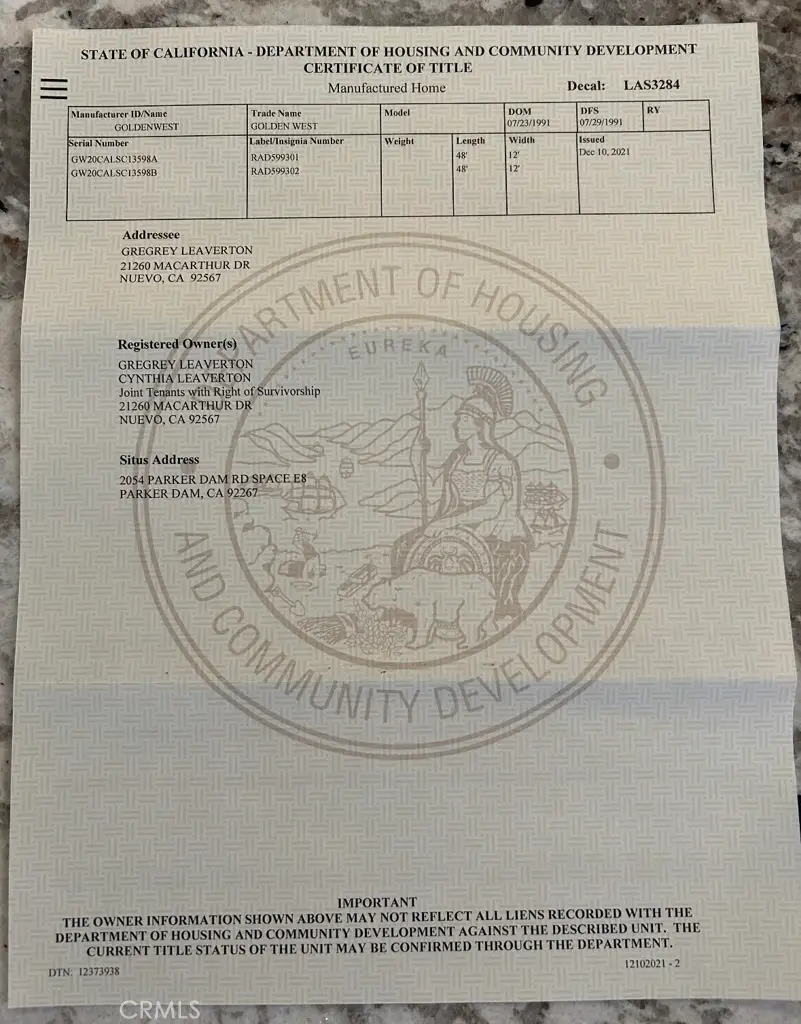 STATE OF CALIFORNIA - DEPARTMENT OF HOUSING AND COMMUNITY DEVELOPMENT
CERTIFICATE OF TITLE
Manufactured Home
Decal: LAS3284
Manufacturer ID/Name Trade Name Model DOM DFS RY
GOLDENWEST GOLDEN WEST 07/23/1991 07/29/1991
Serial Number Label/Insignia Number Weight Length Width Issued
GW20CALSC13598A RAD599301 48' 12' Dec 10, 2021
GW20CALSC13598B RAD599302 48' 12'
Addressee
GREGREY LEAVERTON
21260 MACARTHUR DR
NUEVO, CA 92567
Registered Owner(s)
GREGREY LEAVERTON
CYNTHIA LEAVERTON
Joint Tenants with Right of Survivorship
21260 MACARTHUR DR
NUEVO, CA 92567
Situs Address
2054 PARKER DAM RD SPACE E8
PARKER DAM, CA 92267
DEPARTMENT OF HOUSING
AND COMMUNITY DEVELOPMENT
EUREKA
IMPORTANT
THE OWNER INFORMATION SHOWN ABOVE MAY NOT REFLECT ALL LIENS RECORDED WITH THE
DEPARTMENT OF HOUSING AND COMMUNITY DEVELOPMENT AGAINST THE DESCRIBED UNIT. THE
CURRENT TITLE STATUS OF THE UNIT MAY BE CONFIRMED THROUGH THE DEPARTMENT.
DTN: 12373938
12102021 - 2
CRMLS